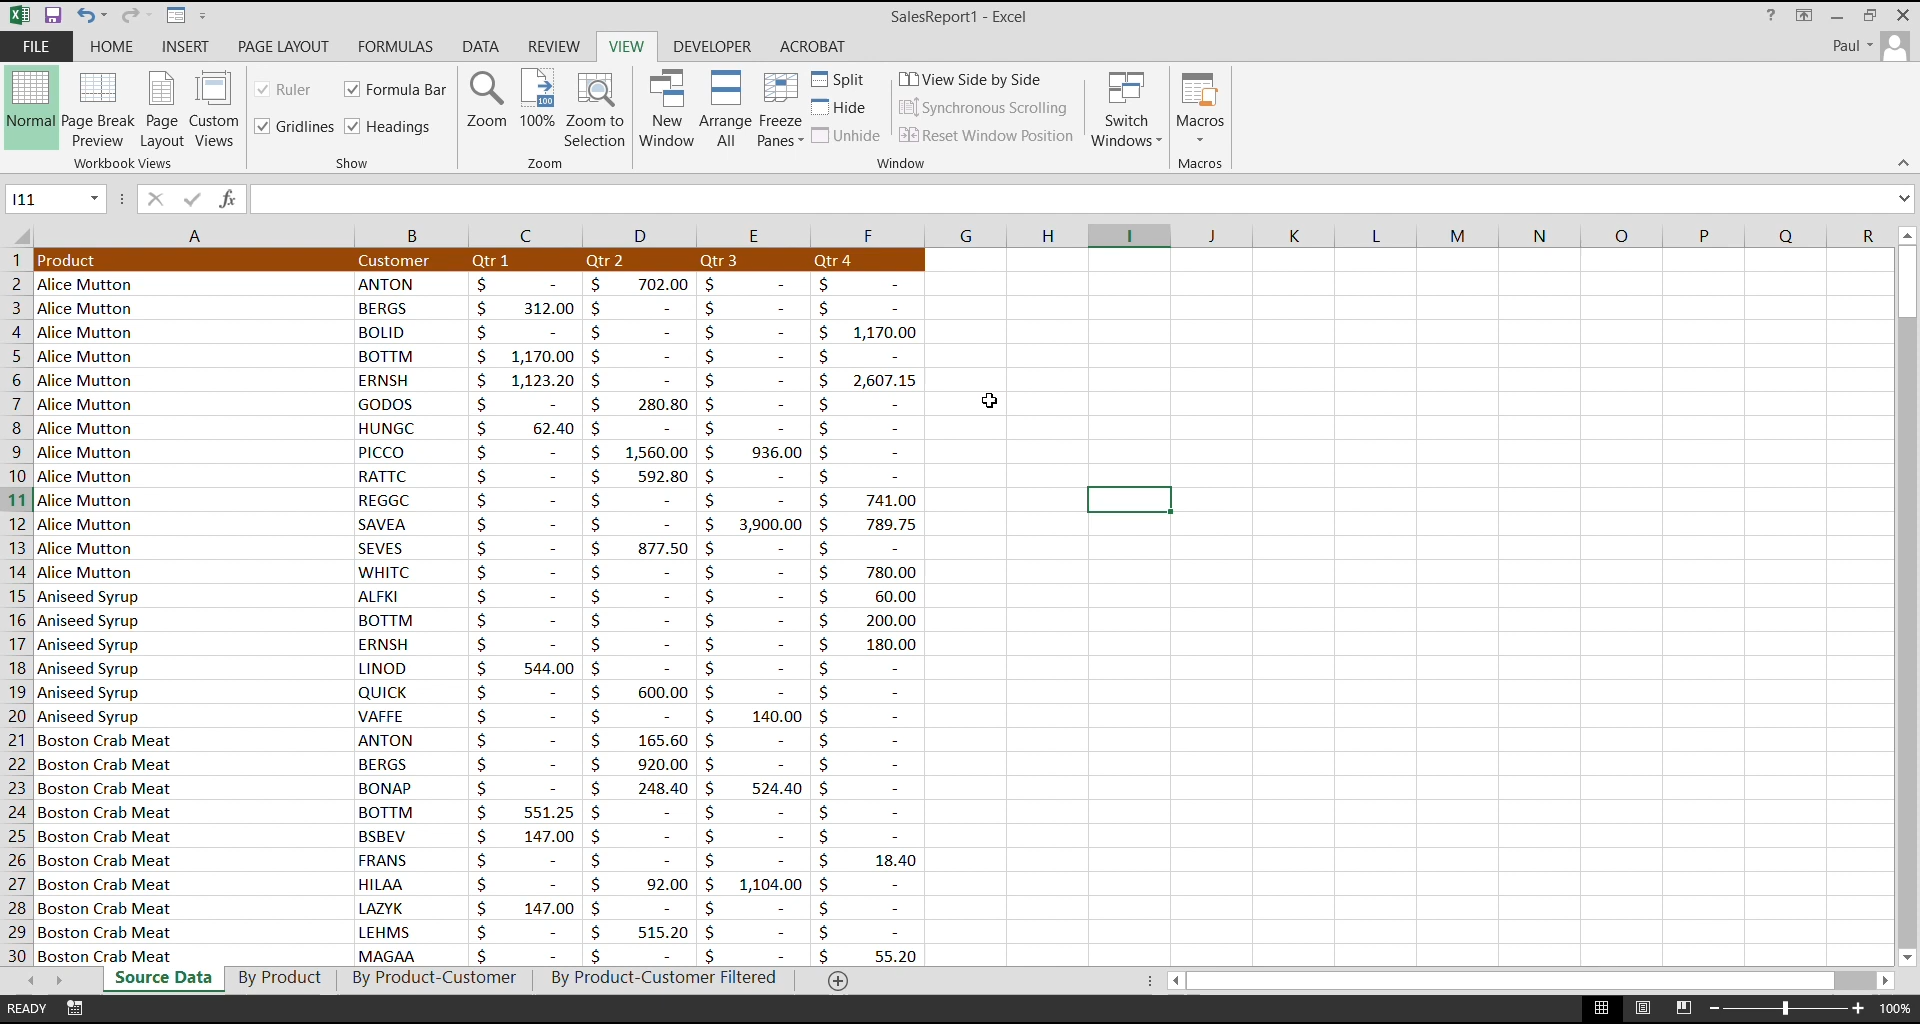 SalesReport1 - Excel
?
FILE HOME INSERT PAGE LAYOUT FORMULAS DATA REVIEW VIEW DEVELOPER ACROBAT Paul
Normal Page Break Preview Page Layout Custom Views
Workbook Views
Ruler Formula Bar
Gridlines Headings
Show
Zoom 100% Zoom to Selection
100
Zoom
New Window Arrange All Freeze Panes
Split View Side by Side
Hide Synchronous Scrolling
Unhide Reset Window Position
Window
Switch Windows
Macros
Macros
I11 fx
A B C D E F G H I J K L M N O P Q R
1 Product Customer Qtr 1 Qtr 2 Qtr 3 Qtr 4
2 Alice Mutton ANTON $ - $ 702.00 $ - $ -
3 Alice Mutton BERGS $ 312.00 $ - $ - $ -
4 Alice Mutton BOLID $ - $ - $ - $ 1,170.00
5 Alice Mutton BOTTM $ 1,170.00 $ - $ - $ -
6 Alice Mutton ERNSH $ 1,123.20 $ - $ - $ 2,607.15
7 Alice Mutton GODOS $ - $ 280.80 $ - $ -
8 Alice Mutton HUNGC $ 62.40 $ - $ - $ -
9 Alice Mutton PICCO $ - $ 1,560.00 $ 936.00 $ -
10 Alice Mutton RATTC $ - $ 592.80 $ - $ -
11 Alice Mutton REGGC $ - $ - $ - $ 741.00
12 Alice Mutton SAVEA $ - $ - $ 3,900.00 $ 789.75
13 Alice Mutton SEVES $ - $ 877.50 $ - $ -
14 Alice Mutton WHITC $ - $ - $ - $ 780.00
15 Aniseed Syrup ALFKI $ - $ - $ - $ 60.00
16 Aniseed Syrup BOTTM $ - $ - $ - $ 200.00
17 Aniseed Syrup ERNSH $ - $ - $ - $ 180.00
18 Aniseed Syrup LINOD $ 544.00 $ - $ - $ -
19 Aniseed Syrup QUICK $ - $ 600.00 $ - $ -
20 Aniseed Syrup VAFFE $ - $ - $ 140.00 $ -
21 Boston Crab Meat ANTON $ - $ 165.60 $ - $ -
22 Boston Crab Meat BERGS $ - $ 920.00 $ - $ -
23 Boston Crab Meat BONAP $ - $ 248.40 $ 524.40 $ -
24 Boston Crab Meat BOTTM $ 551.25 $ - $ - $ -
25 Boston Crab Meat BSBEV $ 147.00 $ - $ - $ -
26 Boston Crab Meat FRANS $ - $ - $ - $ 18.40
27 Boston Crab Meat HILAA $ - $ 92.00 $ 1,104.00 $ -
28 Boston Crab Meat LAZYK $ 147.00 $ - $ - $ -
29 Boston Crab Meat LEHMS $ - $ 515.20 $ - $ -
30 Boston Crab Meat MAGAA $ - $ - $ - $ 55.20
Source Data By Product By Product-Customer By Product-Customer Filtered
READY 100%